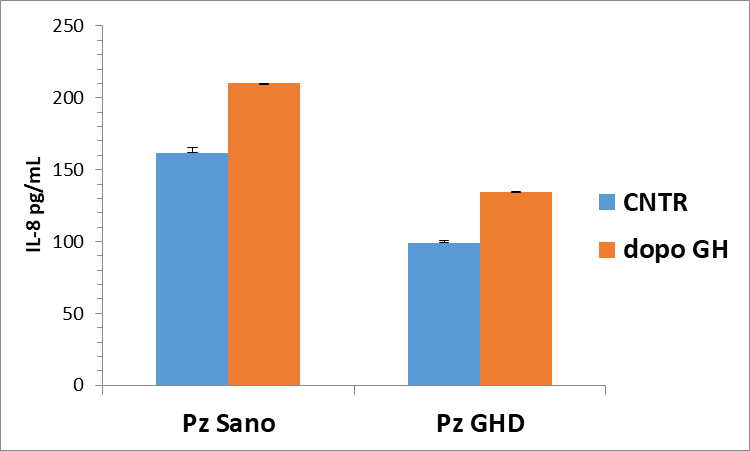 250
200
150
100
50
0
IL-8 pg/mL
Pz Sano
Pz GHD
CNTR
dopo GH